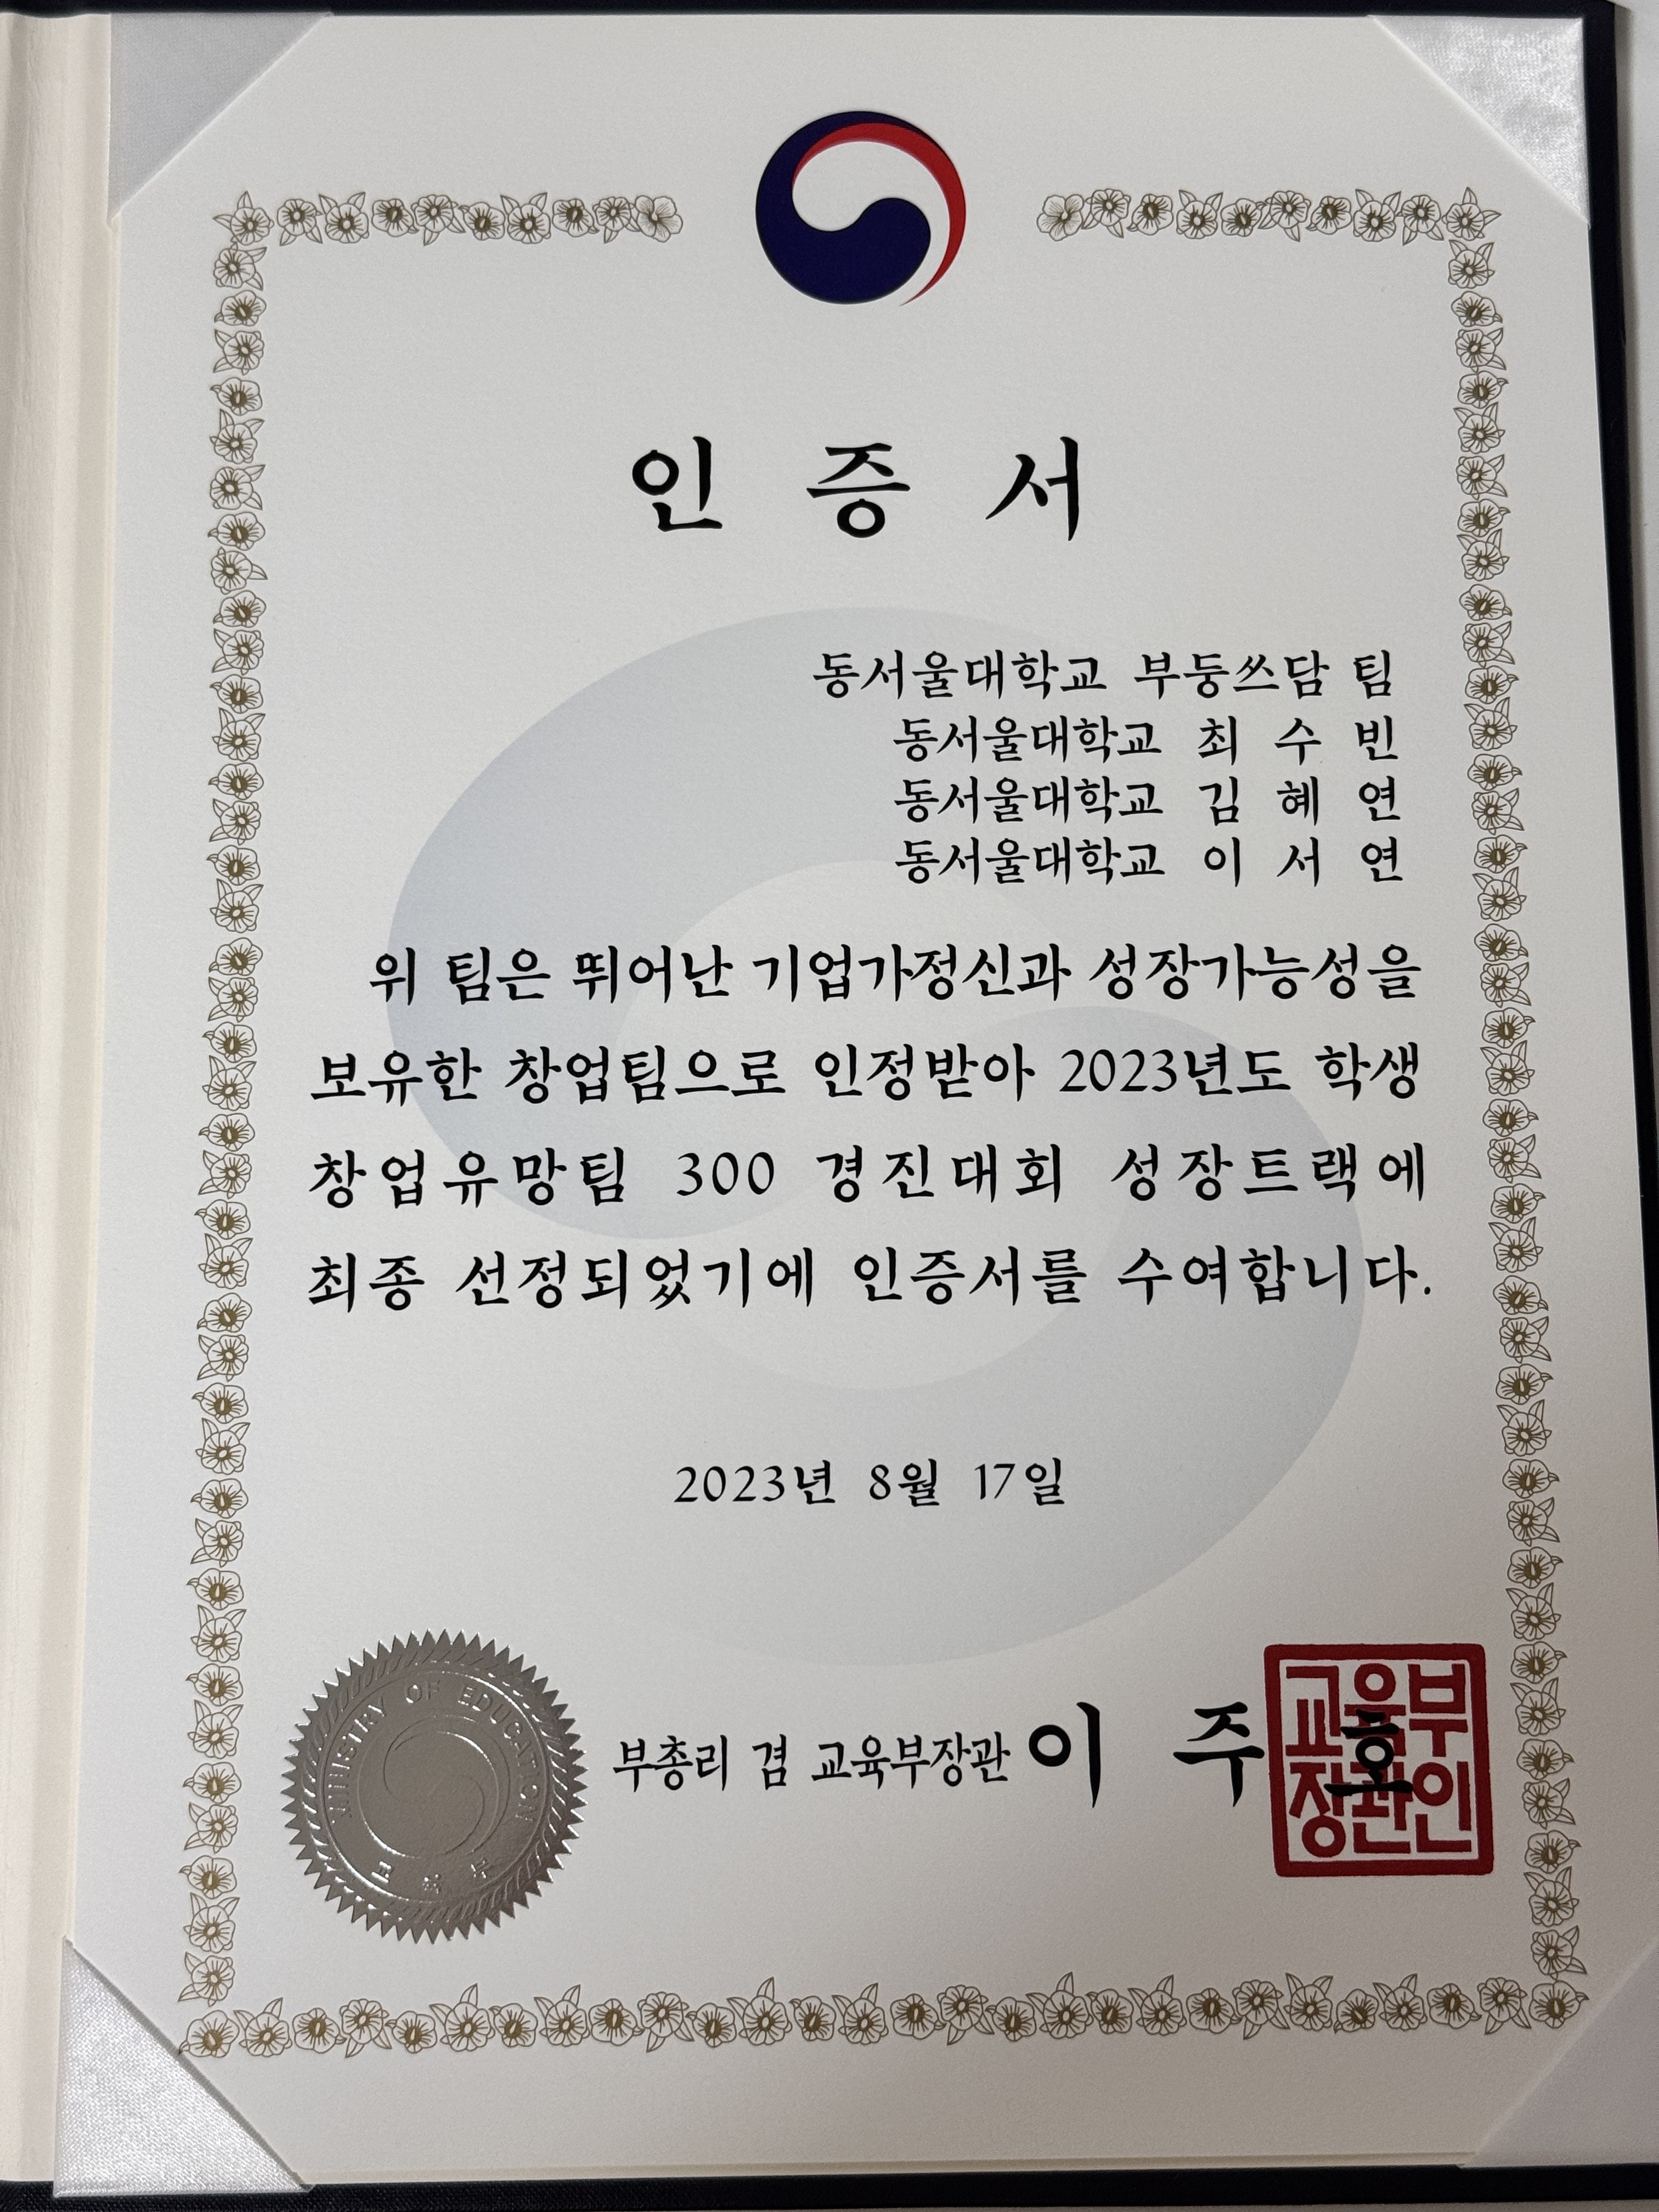 인 증 서
동서울대학교 부둥쓰담 팀
동서울대학교 최 수 빈
동서울대학교 김 혜 연
동서울대학교 이 서 연
위 팀은 뛰어난 기업가정신과 성장가능성을
보유한 창업팀으로 인정받아 2023년도 학생
창업유망팀 300 경진대회 성장트랙에
최종 선정되었기에 인증서를 수여합니다.
2023년 8월 17일
MINISTRY OF EDUCATION
교육부
부총리 겸 교육부장관 이 주 호
교육부
장관인